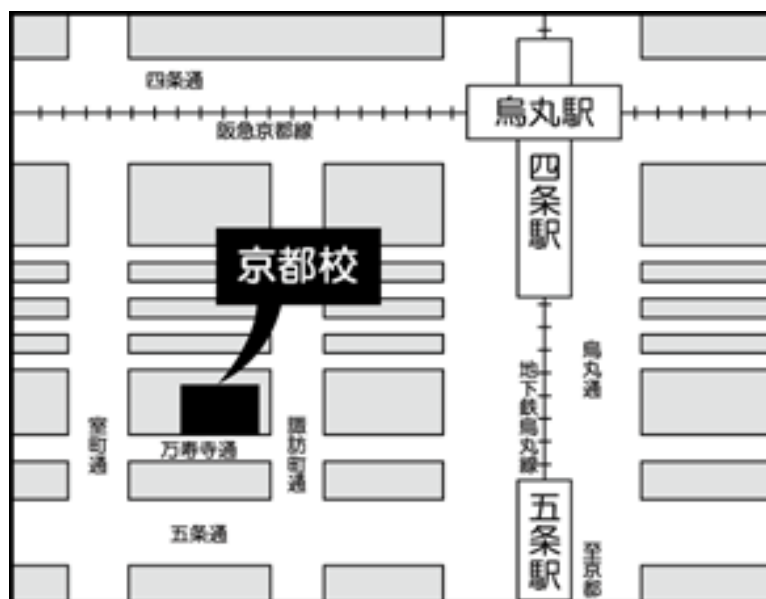 四条通
烏丸駅
阪急京都線
四条駅
京都校
烏丸通
地下鉄烏丸線
室町通
万寿寺通
諏訪町通
五条通
五条駅
至京都